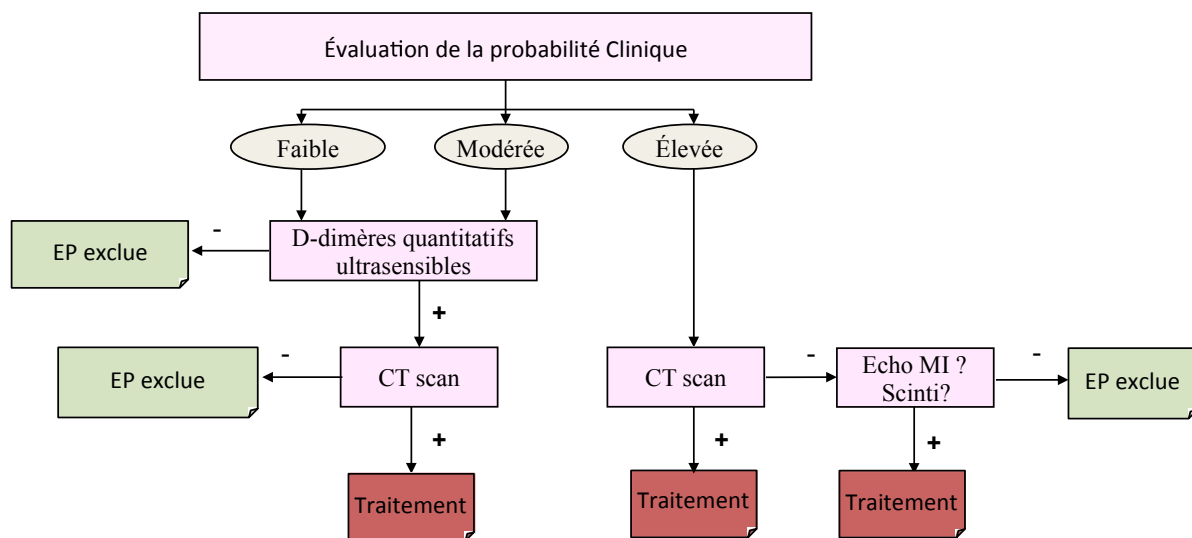 Évaluation de la probabilité Clinique
Faible
Modérée
Élevée
-
EP exclue
D-dimères quantitatifs
ultrasensibles
+
-
EP exclue
CT scan
CT scan
-
Echo MI ?
Scinti?
-
EP exclue
+
+
+
Traitement
Traitement
Traitement